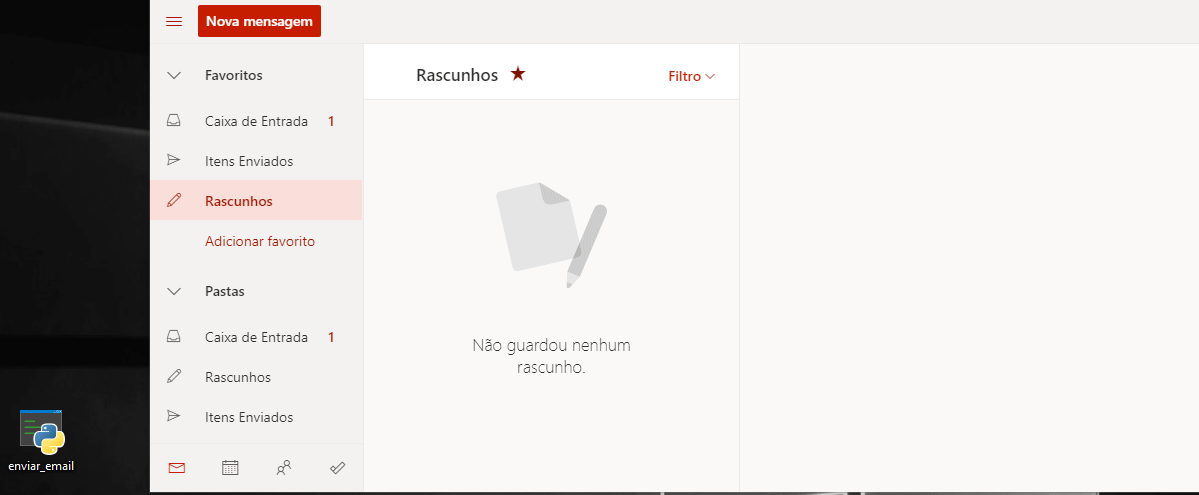 Nova mensagem
Favoritos
Caixa de Entrada 1
Itens Enviados
Rascunhos
Adicionar favorito
Pastas
Caixa de Entrada 1
Rascunhos
Itens Enviados
Rascunhos
Filtro
Não guardou nenhum
rascunho.
enviar_email